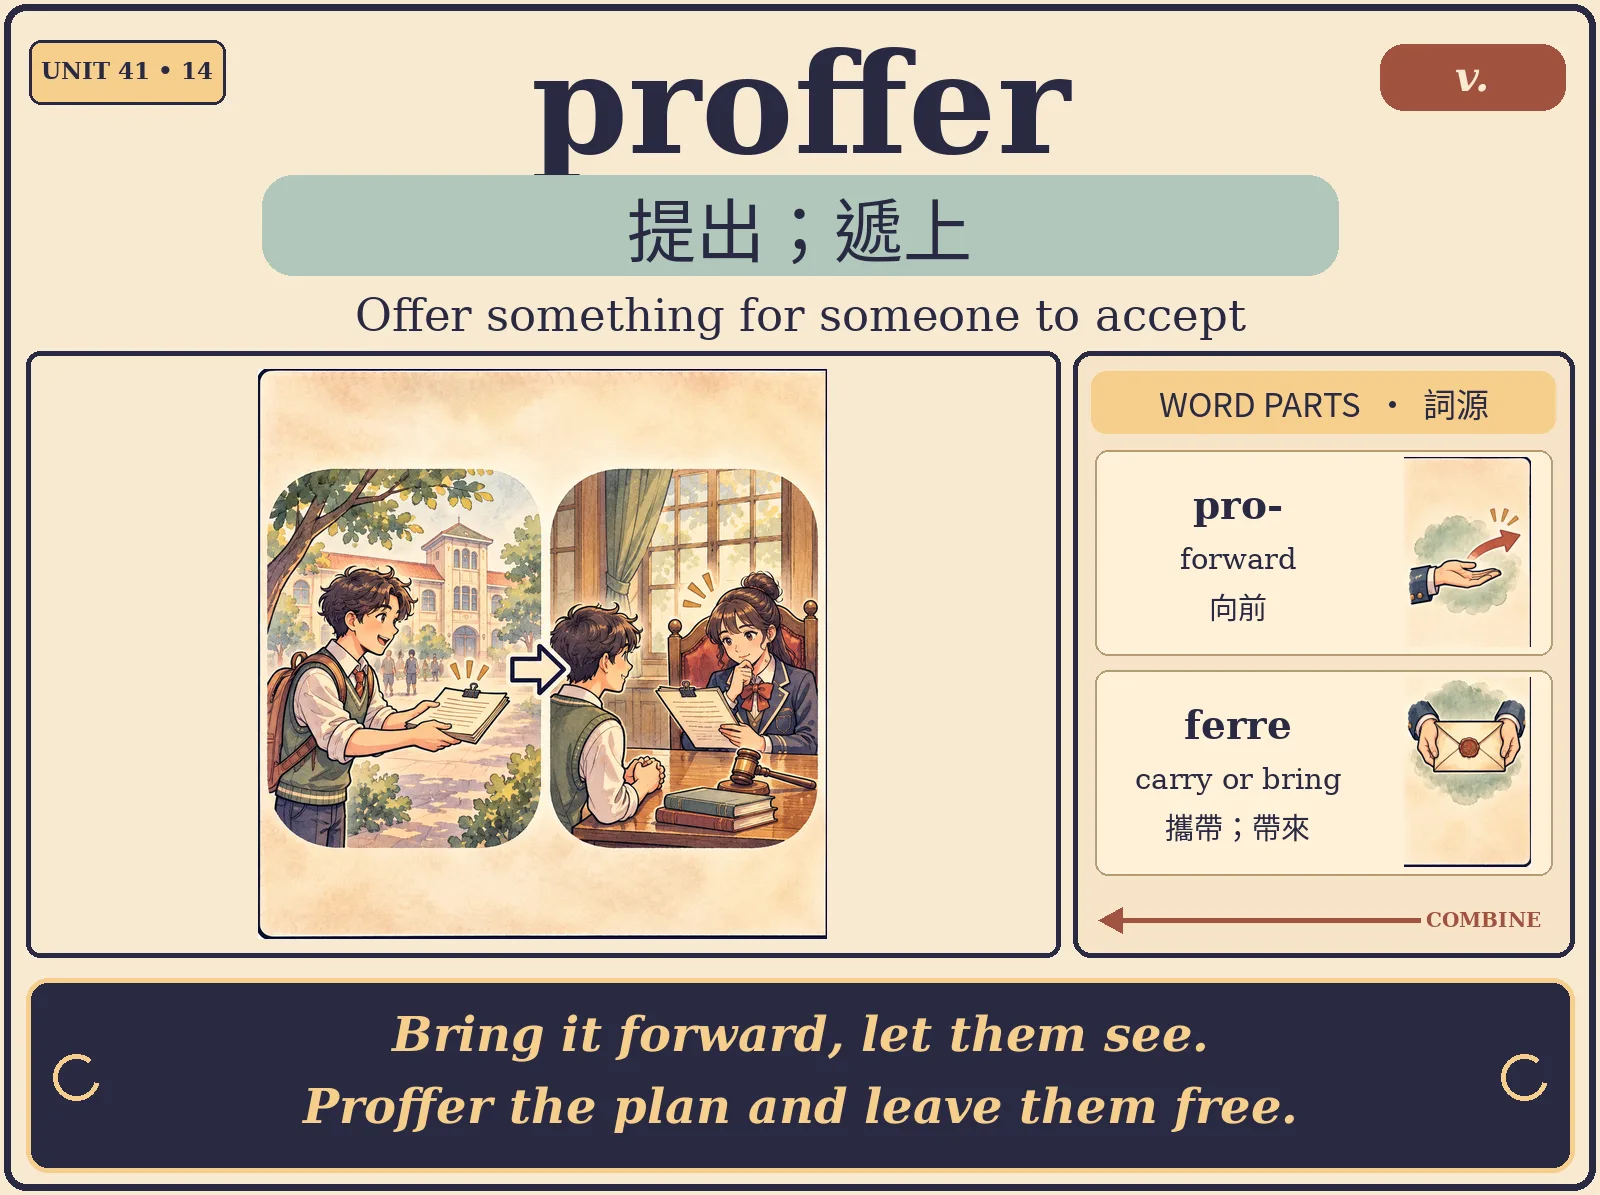 UNIT 41 • 14
proffer
v.
提出；遞上
Offer something for someone to accept
WORD PARTS • 詞源
pro-
forward
向前
ferre
carry or bring
攜帶；帶來
COMBINE
Bring it forward, let them see.
Proffer the plan and leave them free.